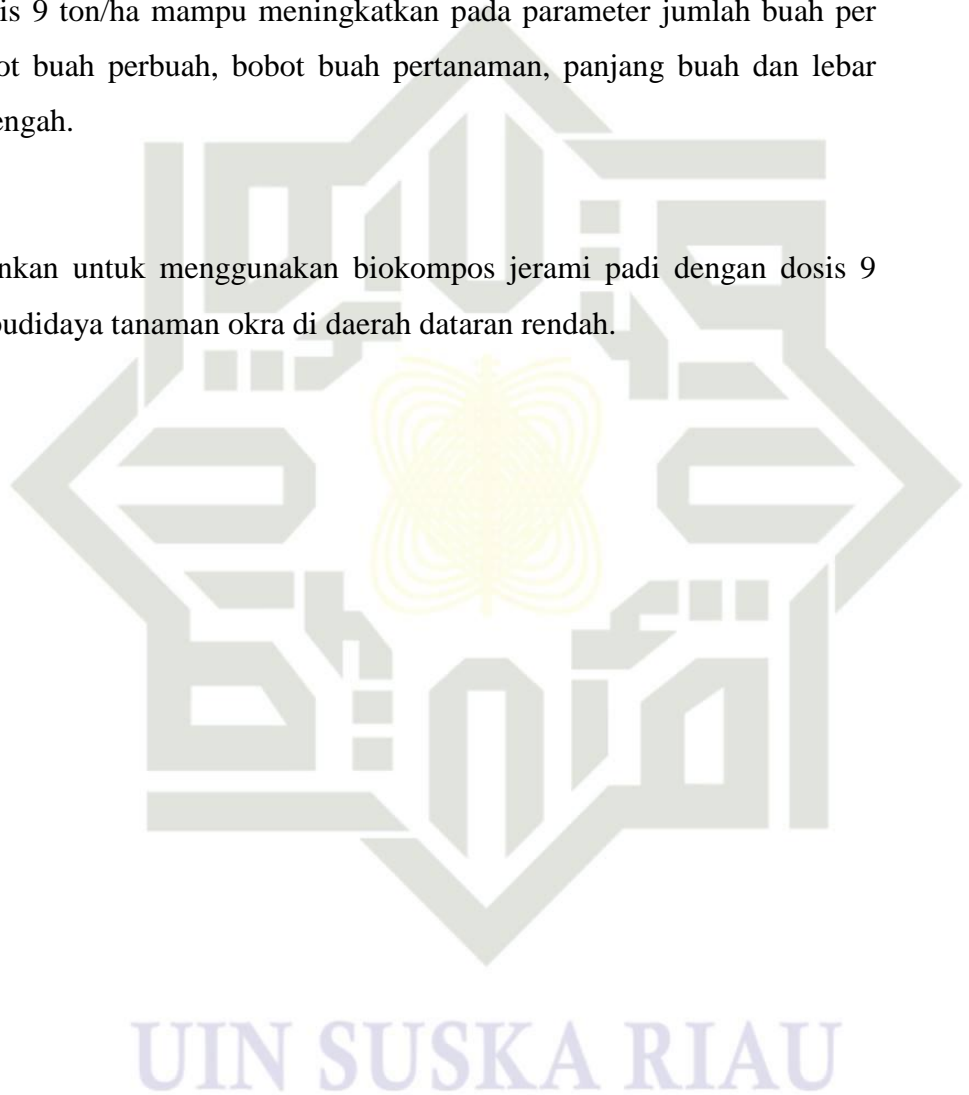 is 9 ton/ha mampu meningkatkan pada parameter jumlah buah per
ot buah perbuah, bobot buah pertanaman, panjang buah dan lebar
engah.
nkan untuk menggunakan biokompos jerami padi dengan dosis 9
budidaya tanaman okra di daerah dataran rendah.
UIN SUSKA RIAU